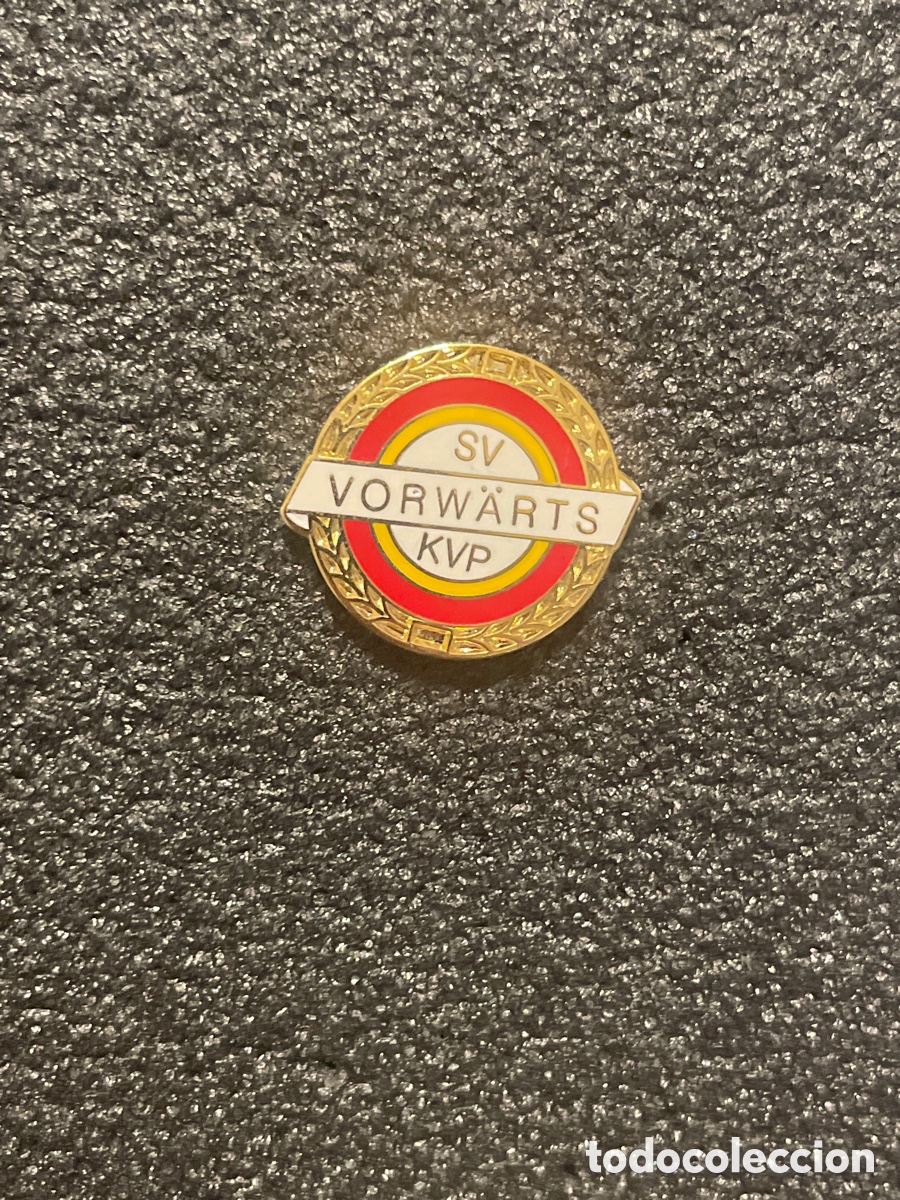 SV
VORWÄRTS
KVP
todocoleccion